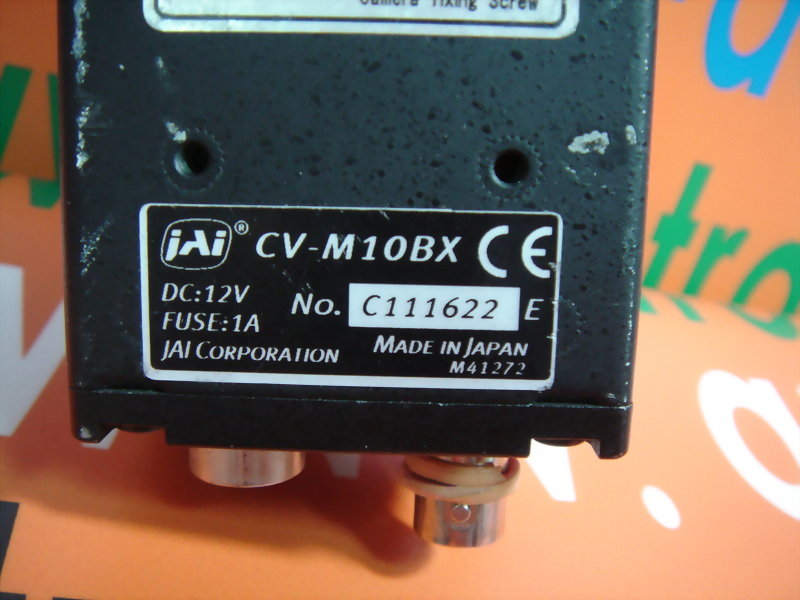 Camera fixing Screw
JAi® CV-M10BX CE
DC:12V
FUSE:1A
No. C111622 E
JAI CORPORATION
MADE IN JAPAN
M41272